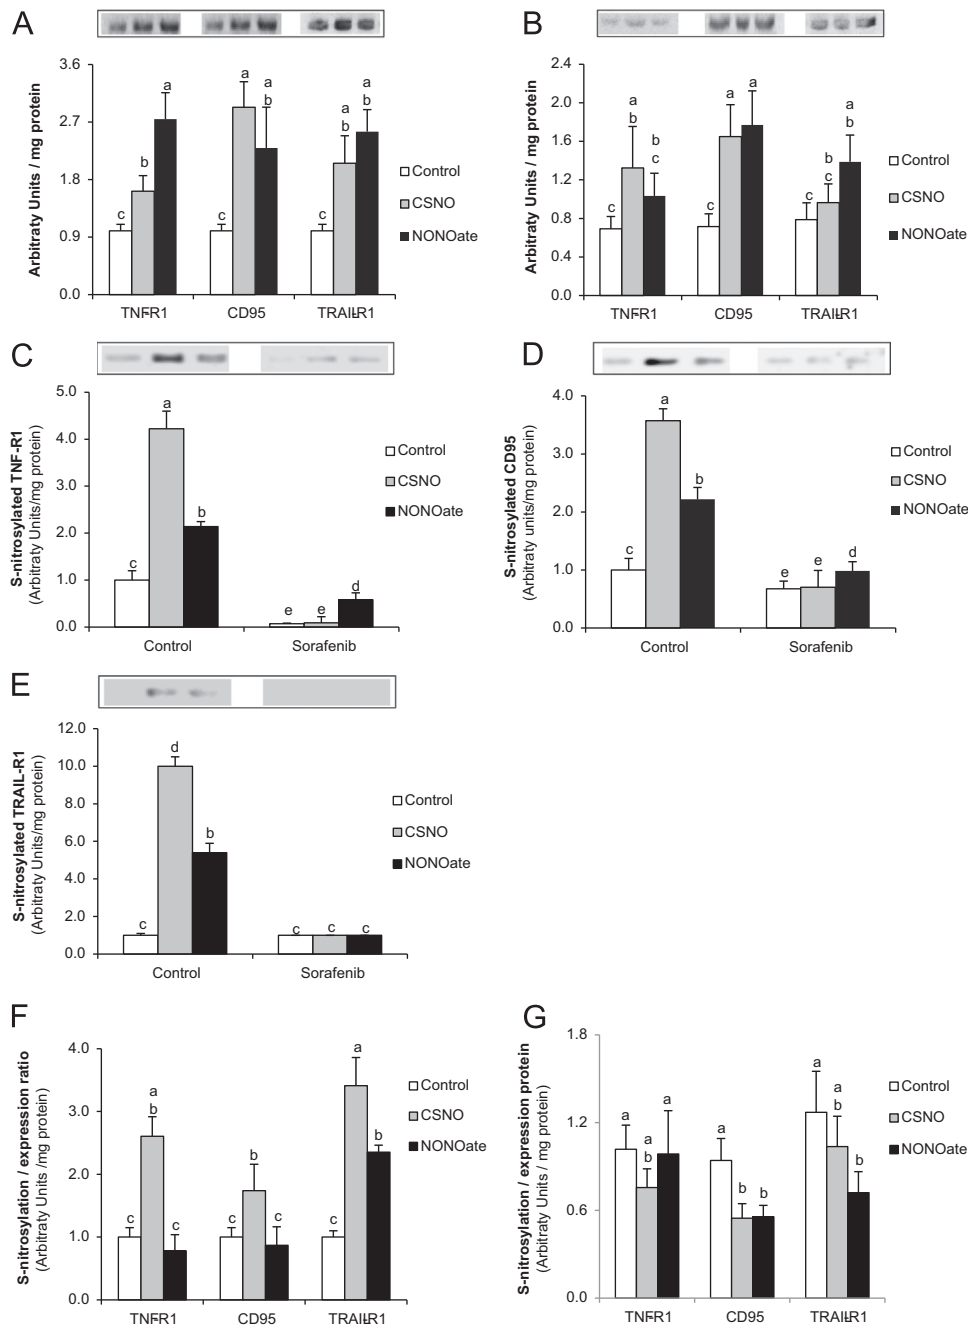 A
3.6
2.7
1.8
0.9
0.0
Arbitraty Units / mg protein
c
b
a
c
a
a
b
c
a
b
a
b
TNFR1
CD95
TRAILR1
Control
CSNO
NONOate
B
2.4
2.0
1.6
1.2
0.8
0.4
0.0
Arbitraty Units / mg protein
c
a
b
b
c
c
a
a
c
b
c
a
b
TNFR1
CD95
TRAILR1
Control
CSNO
NONOate
C
5.0
4.0
3.0
2.0
1.0
0.0
S-nitrosylated TNF-R1
(Arbitraty Units/mg protein)
c
a
b
e
e
d
Control
Sorafenib
Control
CSNO
NONOate
D
4.0
3.0
2.0
1.0
0.0
S-nitrosylated CD95
(Arbitraty units/mg protein)
c
a
b
e
e
d
Control
Sorafenib
Control
CSNO
NONOate
E
12.0
10.0
8.0
6.0
4.0
2.0
0.0
S-nitrosylated TRAIL-R1
(Arbitraty Units/mg protein)
c
d
b
c
c
c
Control
Sorafenib
Control
CSNO
NONOate
F
4.0
3.0
2.0
1.0
0.0
S-nitrosylation / expression ratio
(Arbitraty Units /mg protein)
c
a
b
c
c
b
c
c
a
b
TNFR1
CD95
TRAILR1
Control
CSNO
NONOate
G
1.8
1.2
0.6
0.0
S-nitrosylation / expression protein
(Arbitraty Units / mg protein)
a
a
b
a
a
b
b
a
a
b
b
TNFR1
CD95
TRAILR1
Control
CSNO
NONOate